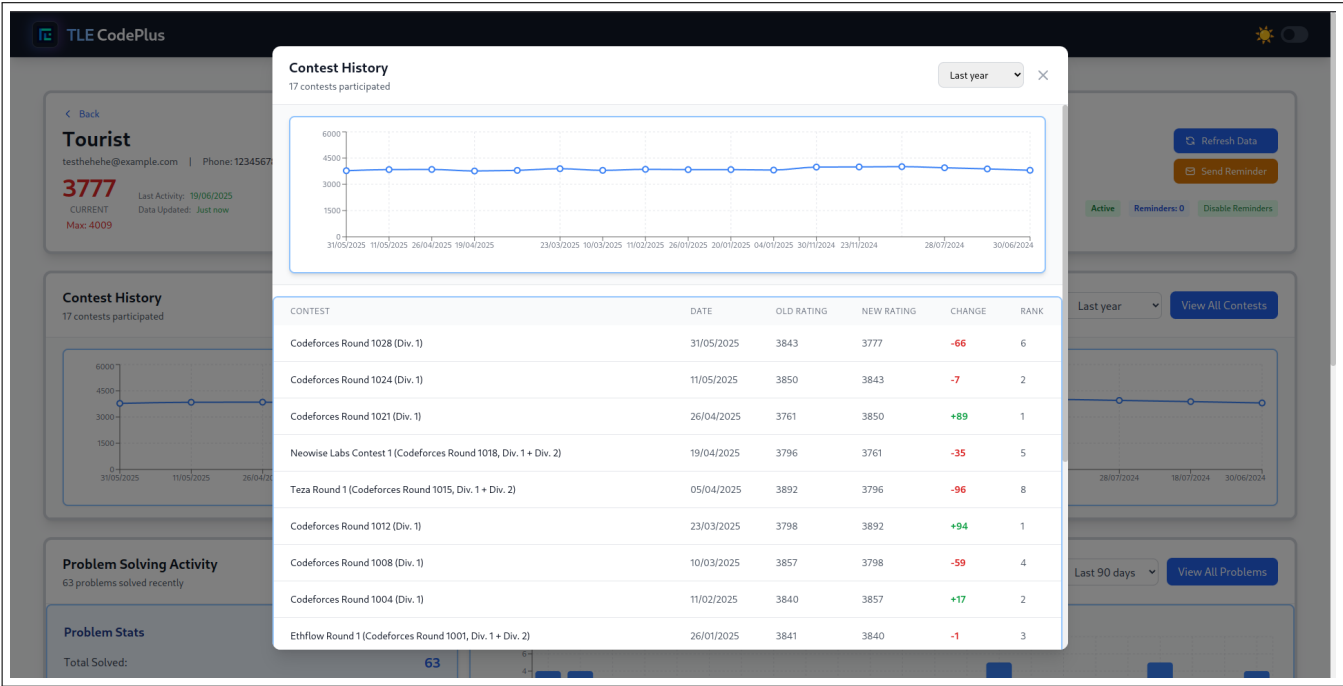 TLE CodePlus
Back
Tourist
testhehehe@example.com | Phone: 1234567
3777
CURRENT
Max: 4009
Last Activity: 19/06/2025
Data Updated: Just now
Refresh Data
Send Reminder
Active Reminders: 0 Disable Reminders
Contest History
17 contests participated
Last year
View All Contests
6000
4500
3000
1500
0
31/05/2025 11/05/2025 26/04/20
28/07/2024 18/07/2024 30/06/2024
Problem Solving Activity
63 problems solved recently
Last 90 days
View All Problems
Problem Stats
Total Solved: 63
6
4
Contest History
17 contests participated
Last year
6000
4500
3000
1500
0
31/05/2025 11/05/2025 26/04/2025 19/04/2025 23/03/2025 10/03/2025 11/02/2025 26/01/2025 20/01/2025 04/01/2025 30/11/2024 23/11/2024 28/07/2024 30/06/2024
CONTEST DATE OLD RATING NEW RATING CHANGE RANK
Codeforces Round 1028 (Div. 1) 31/05/2025 3843 3777 -66 6
Codeforces Round 1024 (Div. 1) 11/05/2025 3850 3843 -7 2
Codeforces Round 1021 (Div. 1) 26/04/2025 3761 3850 +89 1
Neowise Labs Contest 1 (Codeforces Round 1018, Div. 1 + Div. 2) 19/04/2025 3796 3761 -35 5
Teza Round 1 (Codeforces Round 1015, Div. 1 + Div. 2) 05/04/2025 3892 3796 -96 8
Codeforces Round 1012 (Div. 1) 23/03/2025 3798 3892 +94 1
Codeforces Round 1008 (Div. 1) 10/03/2025 3857 3798 -59 4
Codeforces Round 1004 (Div. 1) 11/02/2025 3840 3857 +17 2
Ethflow Round 1 (Codeforces Round 1001, Div. 1 + Div. 2) 26/01/2025 3841 3840 -1 3